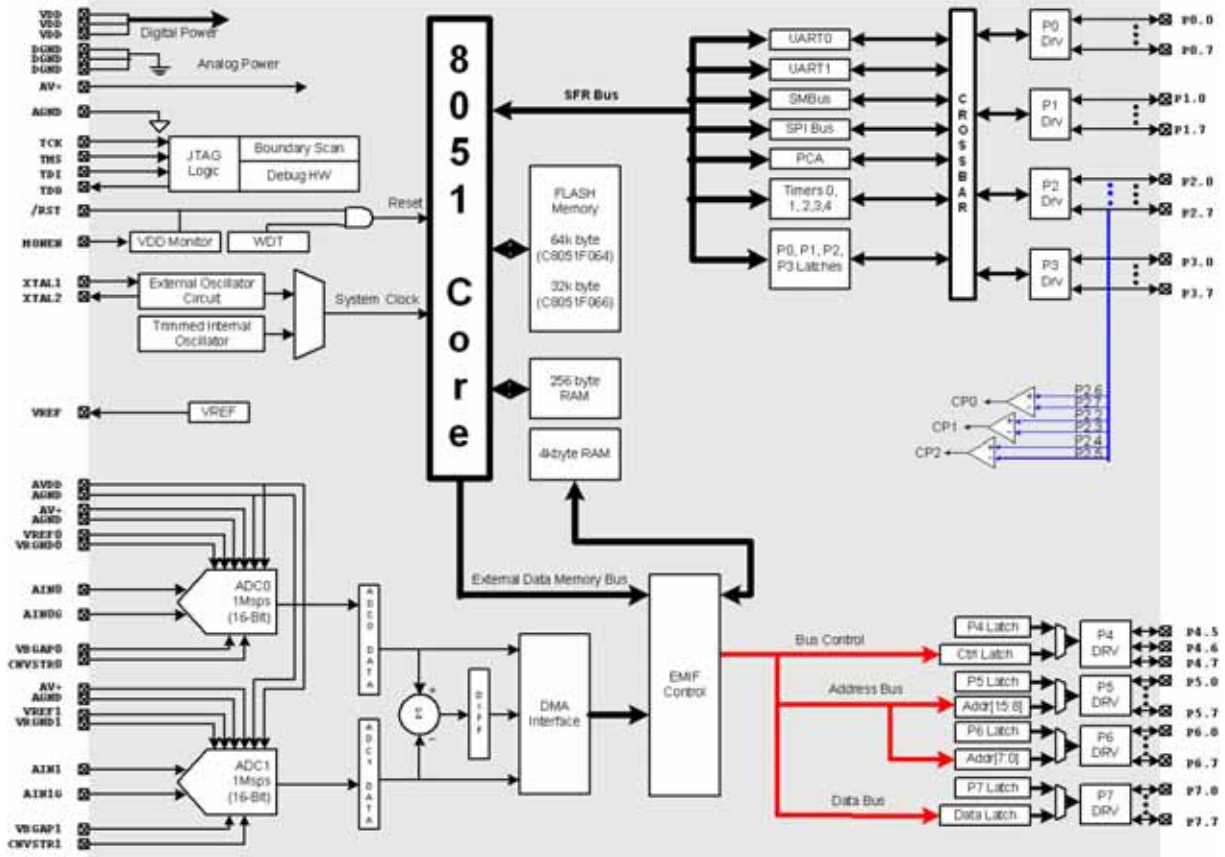 VDD
VDD
VDD
Digital Power
DGND
DGND
DGND
Analog Power
AV+
AGND
TCK
TMS
TDI
TDO
JTAG
Logic
Boundary Scan
Debug HW
/RST
Reset
MONEN
VDD Monitor
WDT
XTAL1
XTAL2
External Oscillator
Circuit
System Clock
Trimmed Internal
Oscillator
VREF
VREF
8051 Core
SFR Bus
FLASH
Memory
64k byte
(C8051F064)
32k byte
(C8051F066)
256 byte
RAM
4kbyte RAM
UART0
UART1
SMBus
SPI Bus
PCA
Timers 0,
1, 2,3,4
P0, P1, P2,
P3 Latches
CROSSBAR
P0
Drv
P0.0
P0.7
P1
Drv
P1.0
P1.7
P2
Drv
P2.0
P2.7
P3
Drv
P3.0
P3.7
CP0
P2.6
P2.7
CP1
P2.2
P2.3
CP2
P2.4
P2.5
AVDD
AGND
AV+
AGND
VREF0
VRGND0
AIN0
AIN0G
ADC0
1Msps
(16-Bit)
VBGAP0
CNVSTR0
AV+
AGND
VREF1
VRGND1
AIN1
AIN1G
ADC1
1Msps
(16-Bit)
VBGAP1
CNVSTR1
ADC0 DATA
ADC1 DATA
+
Σ
−
DIFF
DMA
Interface
External Data Memory Bus
EMIF
Control
Bus Control
Address Bus
Data Bus
P4 Latch
Ctrl Latch
P4
DRV
P4.5
P4.6
P4.7
P5 Latch
Addr[15:8]
P5
DRV
P5.0
P5.7
P6 Latch
Addr[7:0]
P6
DRV
P6.0
P6.7
P7 Latch
Data Latch
P7
DRV
P7.0
P7.7